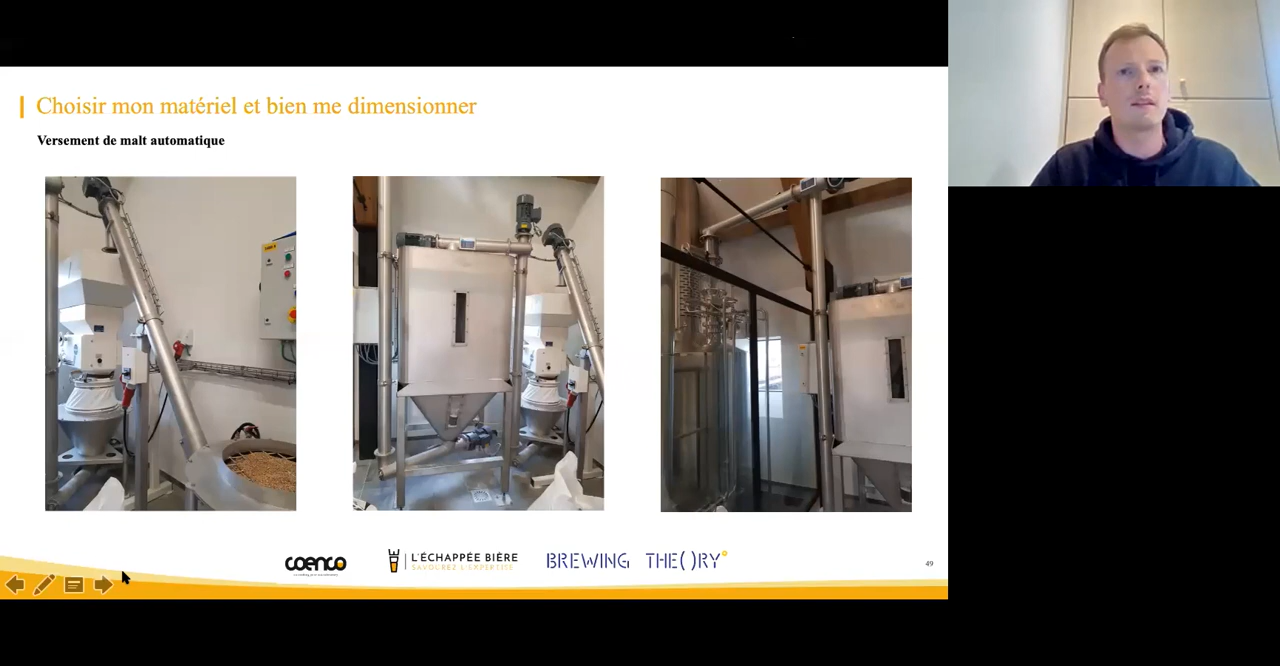 Choisir mon matériel et bien me dimensionner
Versement de malt automatique
coenco
L'ÉCHAPPÉE BIÈRE
SAVOUREZ L'EXPERTISE
BREWING THE()RY°
49